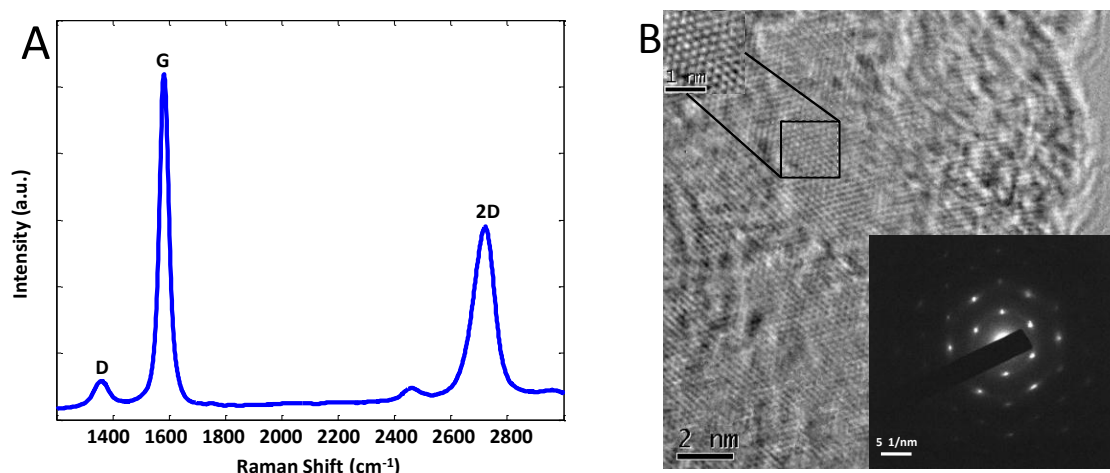 A
G
2D
D
Intensity (a.u.)
1400 1600 2000 2200 2400 2600 2800
Raman Shift (cm⁻¹)
B
1 nm
2 nm
5 1/nm